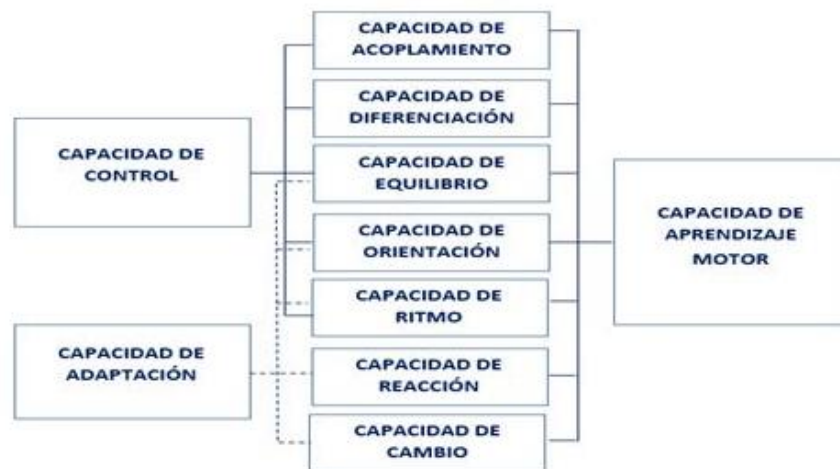 CAPACIDAD DE
ACOPLAMIENTO
CAPACIDAD DE
DIFERENCIACIÓN
CAPACIDAD DE
CONTROL
CAPACIDAD DE
EQUILIBRIO
CAPACIDAD DE
ORIENTACIÓN
CAPACIDAD DE
APRENDIZAJE
MOTOR
CAPACIDAD DE
RITMO
CAPACIDAD DE
ADAPTACIÓN
CAPACIDAD DE
REACCIÓN
CAPACIDAD DE
CAMBIO